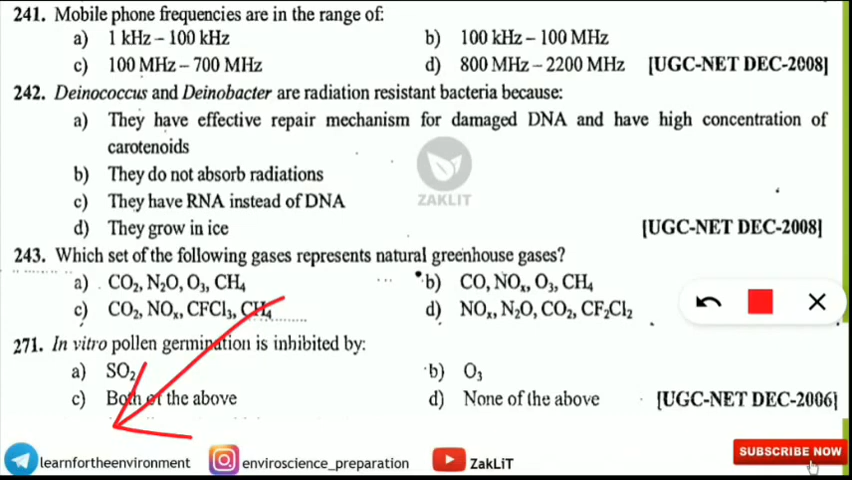 241. Mobile phone frequencies are in the range of:
a) 1 kHz – 100 kHz b) 100 kHz – 100 MHz
c) 100 MHz – 700 MHz d) 800 MHz – 2200 MHz [UGC-NET DEC-2008]
242. Deinococcus and Deinobacter are radiation resistant bacteria because:
a) They have effective repair mechanism for damaged DNA and have high concentration of
carotenoids
b) They do not absorb radiations
ZAKLIT
c) They have RNA instead of DNA
d) They grow in ice [UGC-NET DEC-2008]
243. Which set of the following gases represents natural greenhouse gases?
a) CO₂, N₂O, O₃, CH₄ b) CO, NOₓ, O₃, CH₄
c) CO₂, NOₓ, CFCl₃, CH₄ d) NOₓ, N₂O, CO₂, CF₂Cl₂
271. In vitro pollen germination is inhibited by:
a) SO₂ b) O₃
c) Both of the above d) None of the above [UGC-NET DEC-2006]
learnfortheenvironment enviroscience_preparation ZakLiT SUBSCRIBE NOW